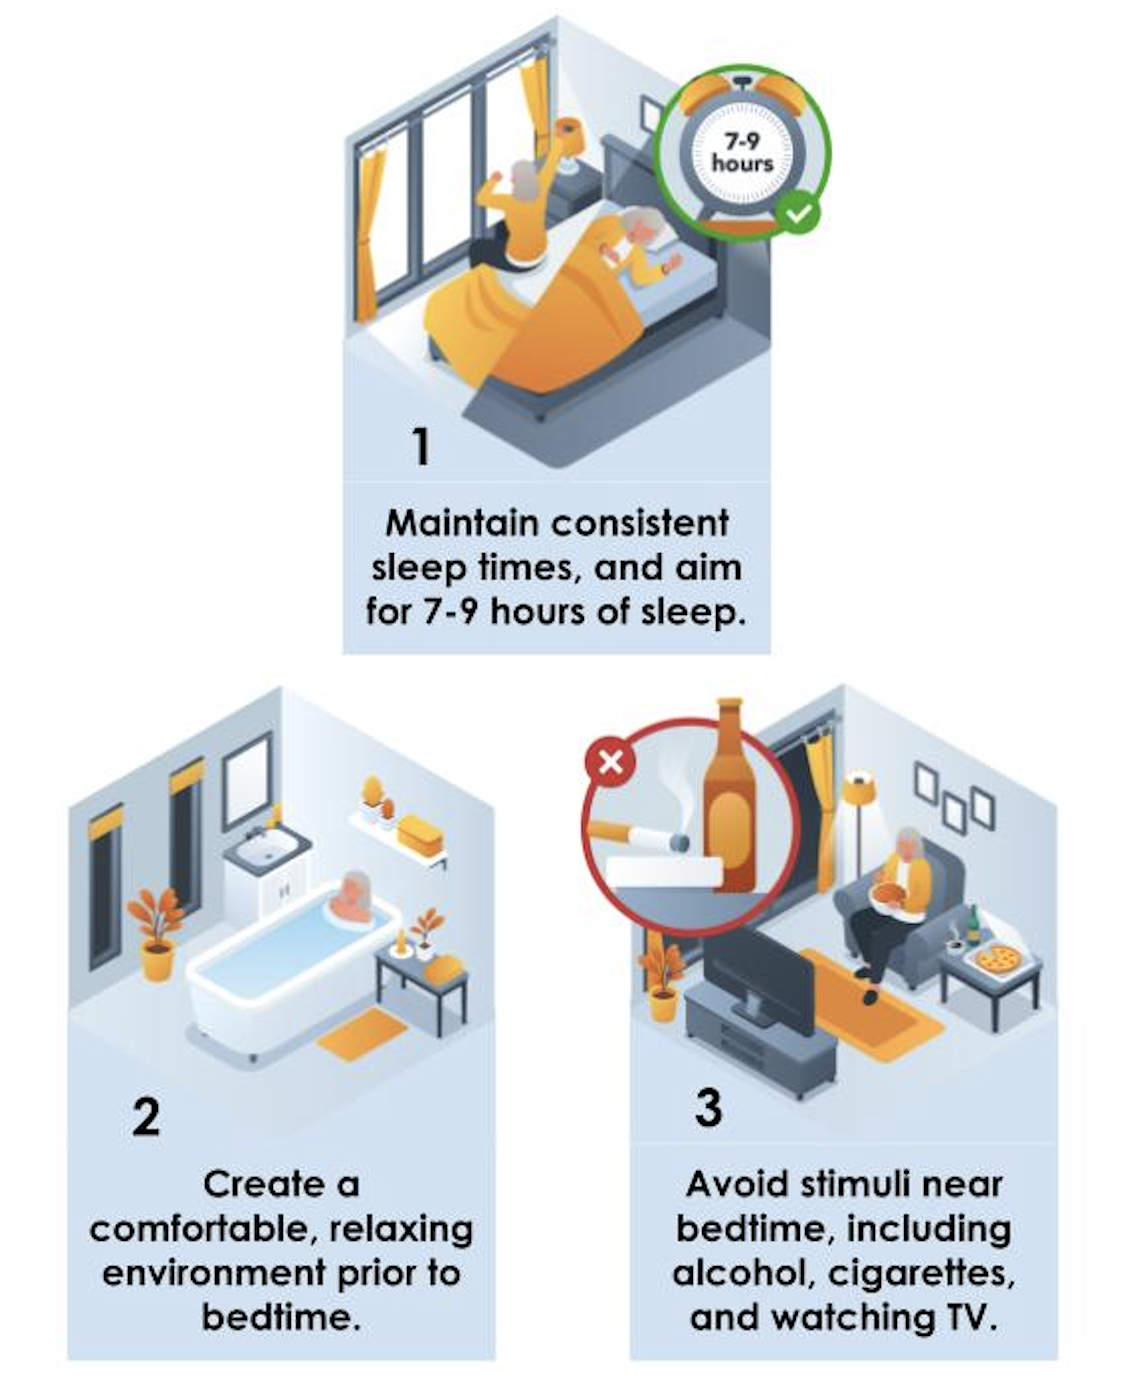 7-9
hours
1
Maintain consistent
sleep times, and aim
for 7-9 hours of sleep.
2
Create a
comfortable, relaxing
environment prior to
bedtime.
3
Avoid stimuli near
bedtime, including
alcohol, cigarettes,
and watching TV.